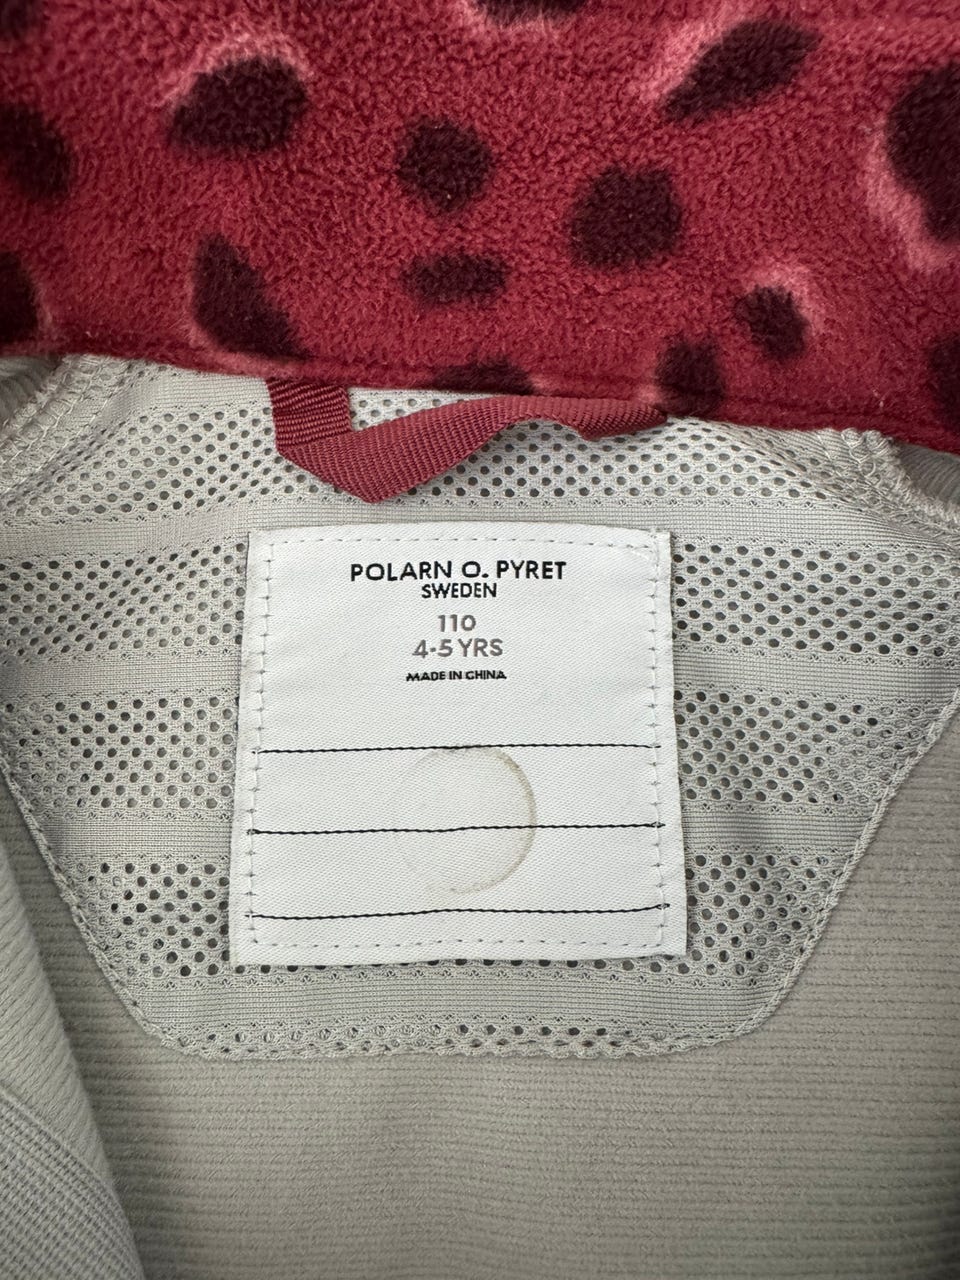 POLARN O. PYRET
SWEDEN
110
4-5 YRS
MADE IN CHINA